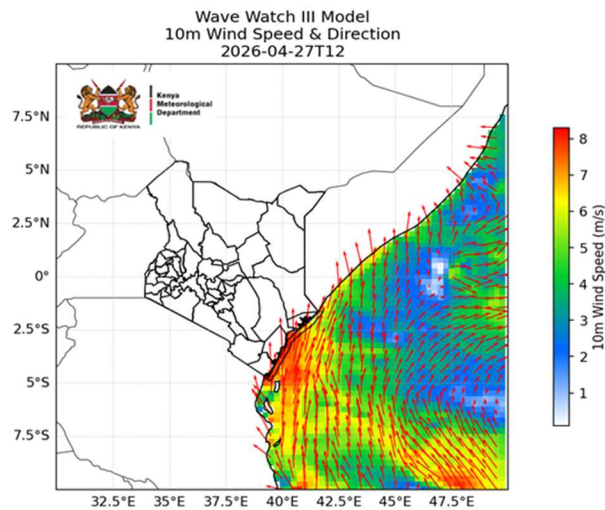 Wave Watch III Model
10m Wind Speed & Direction
2026-04-27T12
Kenya
Meteorological
Department
REPUBLIC OF KENYA
7.5°N
5°N
2.5°N
0°
2.5°S
5°S
7.5°S
32.5°E 35°E 37.5°E 40°E 42.5°E 45°E 47.5°E
8
7
6
5
4
3
2
1
10m Wind Speed (m/s)